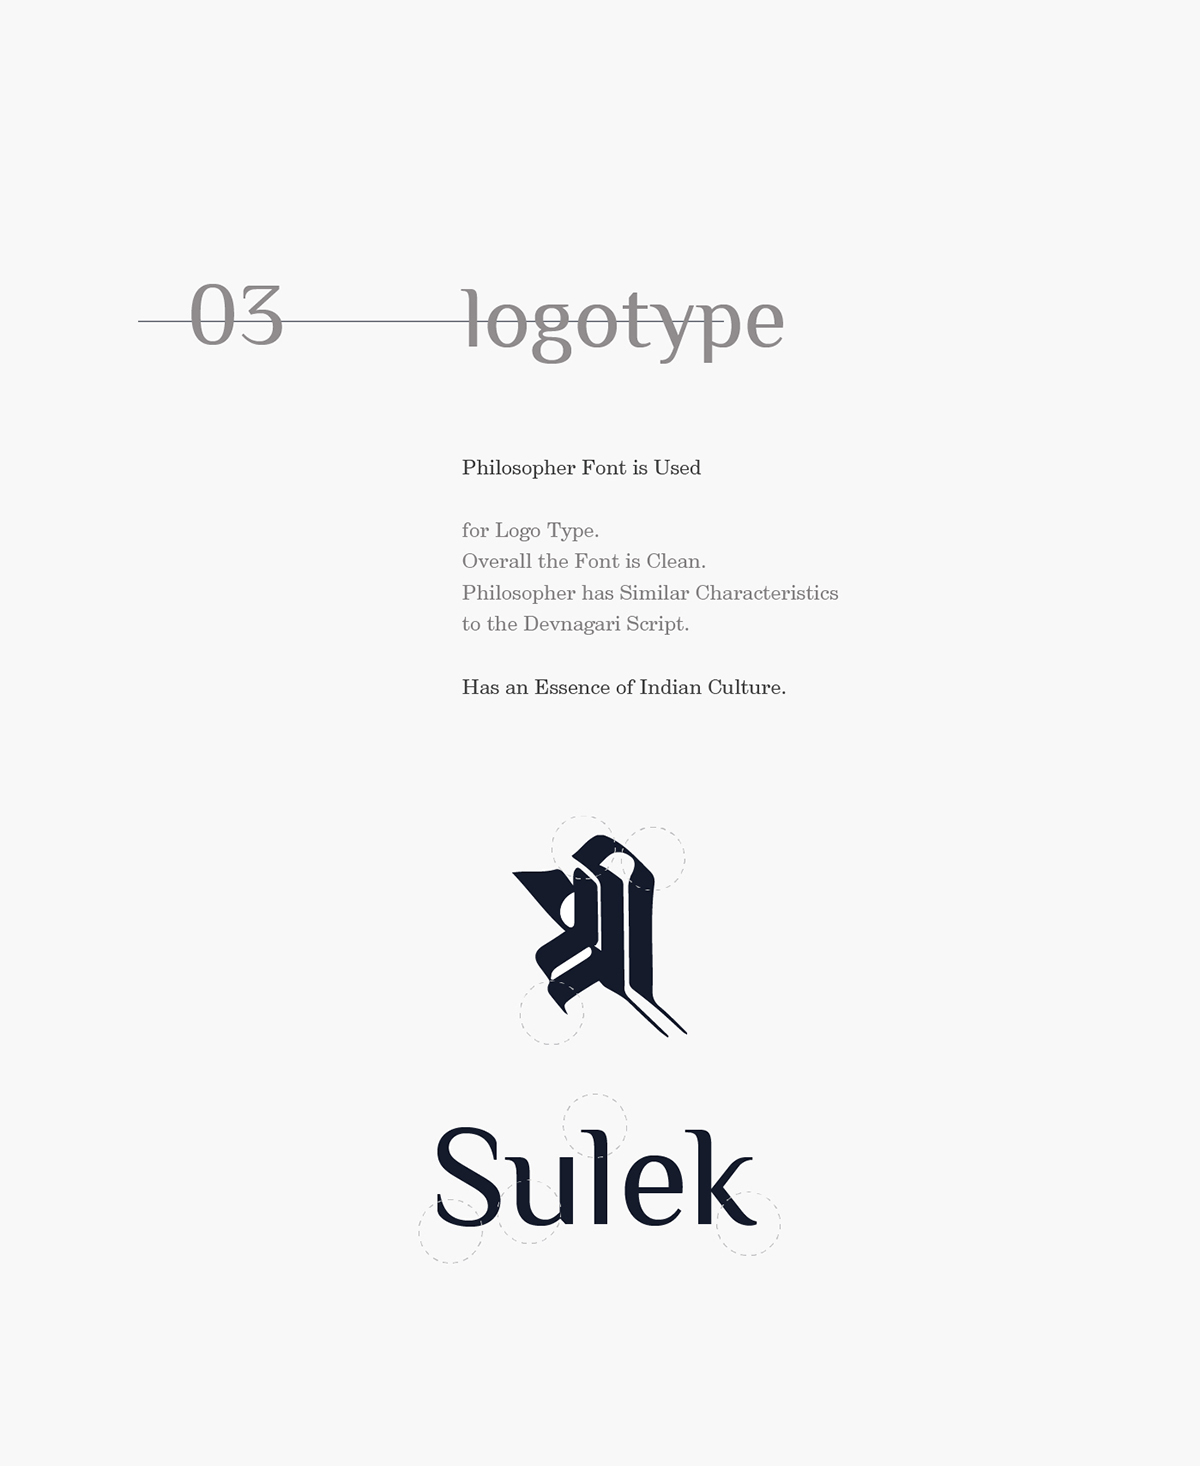 03 logotype
Philosopher Font is Used
for Logo Type.
Overall the Font is Clean.
Philosopher has Similar Characteristics
to the Devnagari Script.
Has an Essence of Indian Culture.
श्री
Sulek